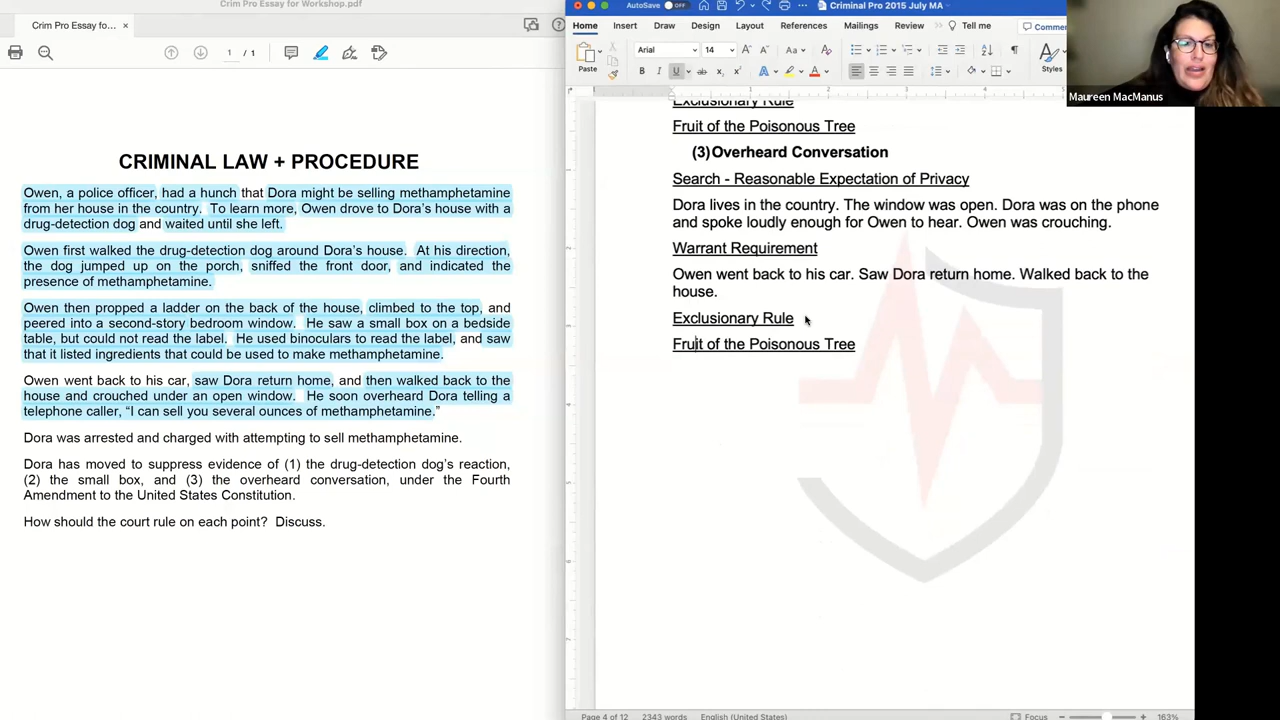 Crim Pro Essay for Workshop.pdf
Crim Pro Essay fo... ×
1 / 1
CRIMINAL LAW + PROCEDURE
Owen, a police officer, had a hunch that Dora might be selling methamphetamine
from her house in the country. To learn more, Owen drove to Dora's house with a
drug-detection dog and waited until she left.
Owen first walked the drug-detection dog around Dora's house. At his direction,
the dog jumped up on the porch, sniffed the front door, and indicated the
presence of methamphetamine.
Owen then propped a ladder on the back of the house, climbed to the top, and
peered into a second-story bedroom window. He saw a small box on a bedside
table, but could not read the label. He used binoculars to read the label, and saw
that it listed ingredients that could be used to make methamphetamine.
Owen went back to his car, saw Dora return home, and then walked back to the
house and crouched under an open window. He soon overheard Dora telling a
telephone caller, "I can sell you several ounces of methamphetamine."
Dora was arrested and charged with attempting to sell methamphetamine.
Dora has moved to suppress evidence of (1) the drug-detection dog's reaction,
(2) the small box, and (3) the overheard conversation, under the Fourth
Amendment to the United States Constitution.
How should the court rule on each point? Discuss.
AutoSave OFF
Criminal Pro 2015 July MA
Home Insert Draw Design Layout References Tell me Commen
Paste
Arial 14
Styles
Exclusionary Rule
Fruit of the Poisonous Tree
(3)Overheard Conversation
Search - Reasonable Expectation of Privacy
Dora lives in the country. The window was open. Dora was on the phone
and spoke loudly enough for Owen to hear. Owen was crouching.
Warrant Requirement
Owen went back to his car. Saw Dora return home. Walked back to the
house.
Exclusionary Rule
Fruit of the Poisonous Tree
Page 4 of 12 2343 words English (United States) Focus 163%
Maureen MacManus